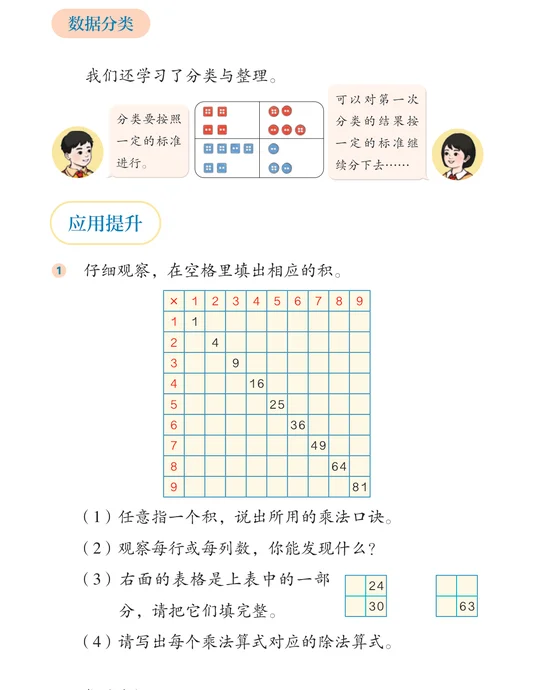 数据分类
我们还学习了分类与整理。
分类要按照
一定的标准
进行。
可以对第一次
分类的结果按
一定的标准继
续分下去……
应用提升
1 仔细观察，在空格里填出相应的积。
× 1 2 3 4 5 6 7 8 9
1 1
2 4
3 9
4 16
5 25
6 36
7 49
8 64
9 81
（1）任意指一个积，说出所用的乘法口诀。
（2）观察每行或每列数，你能发现什么？
（3）右面的表格是上表中的一部
分，请把它们填完整。
24
30
63
（4）请写出每个乘法算式对应的除法算式。